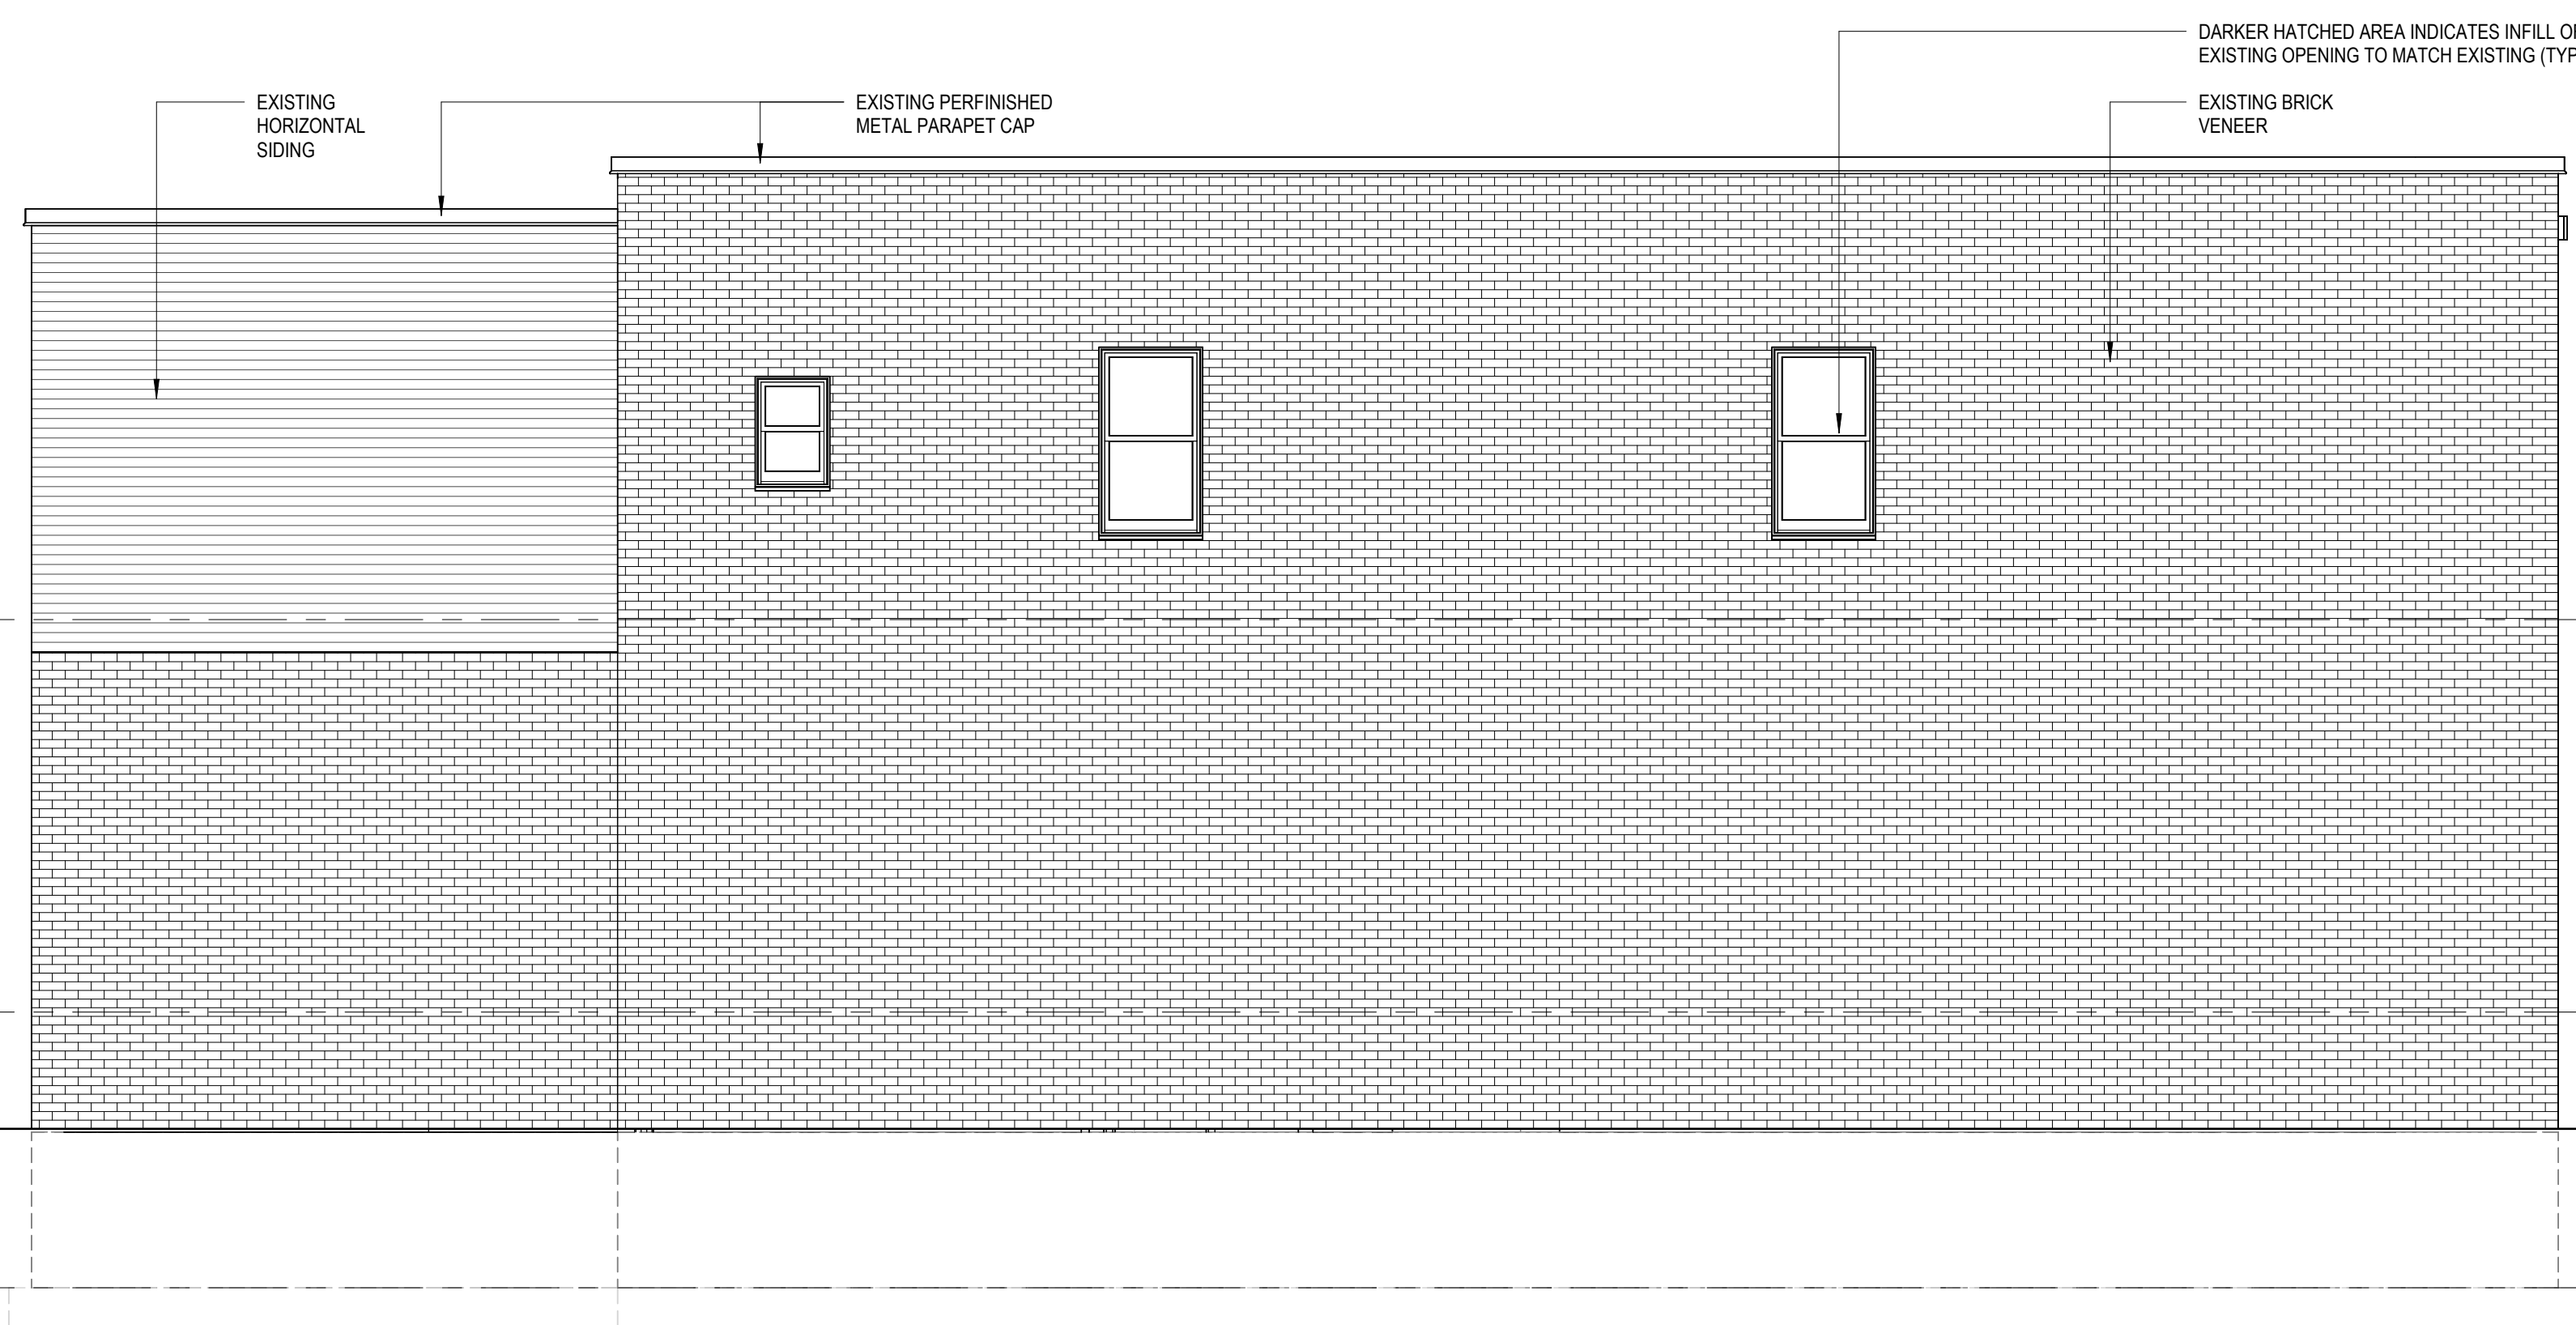 DARKER HATCHED AREA INDICATES INFILL
EXISTING OPENING TO MATCH EXISTING (TYP
EXISTING
HORIZONTAL
SIDING
EXISTING PERFINISHED
METAL PARAPET CAP
EXISTING BRICK
VENEER